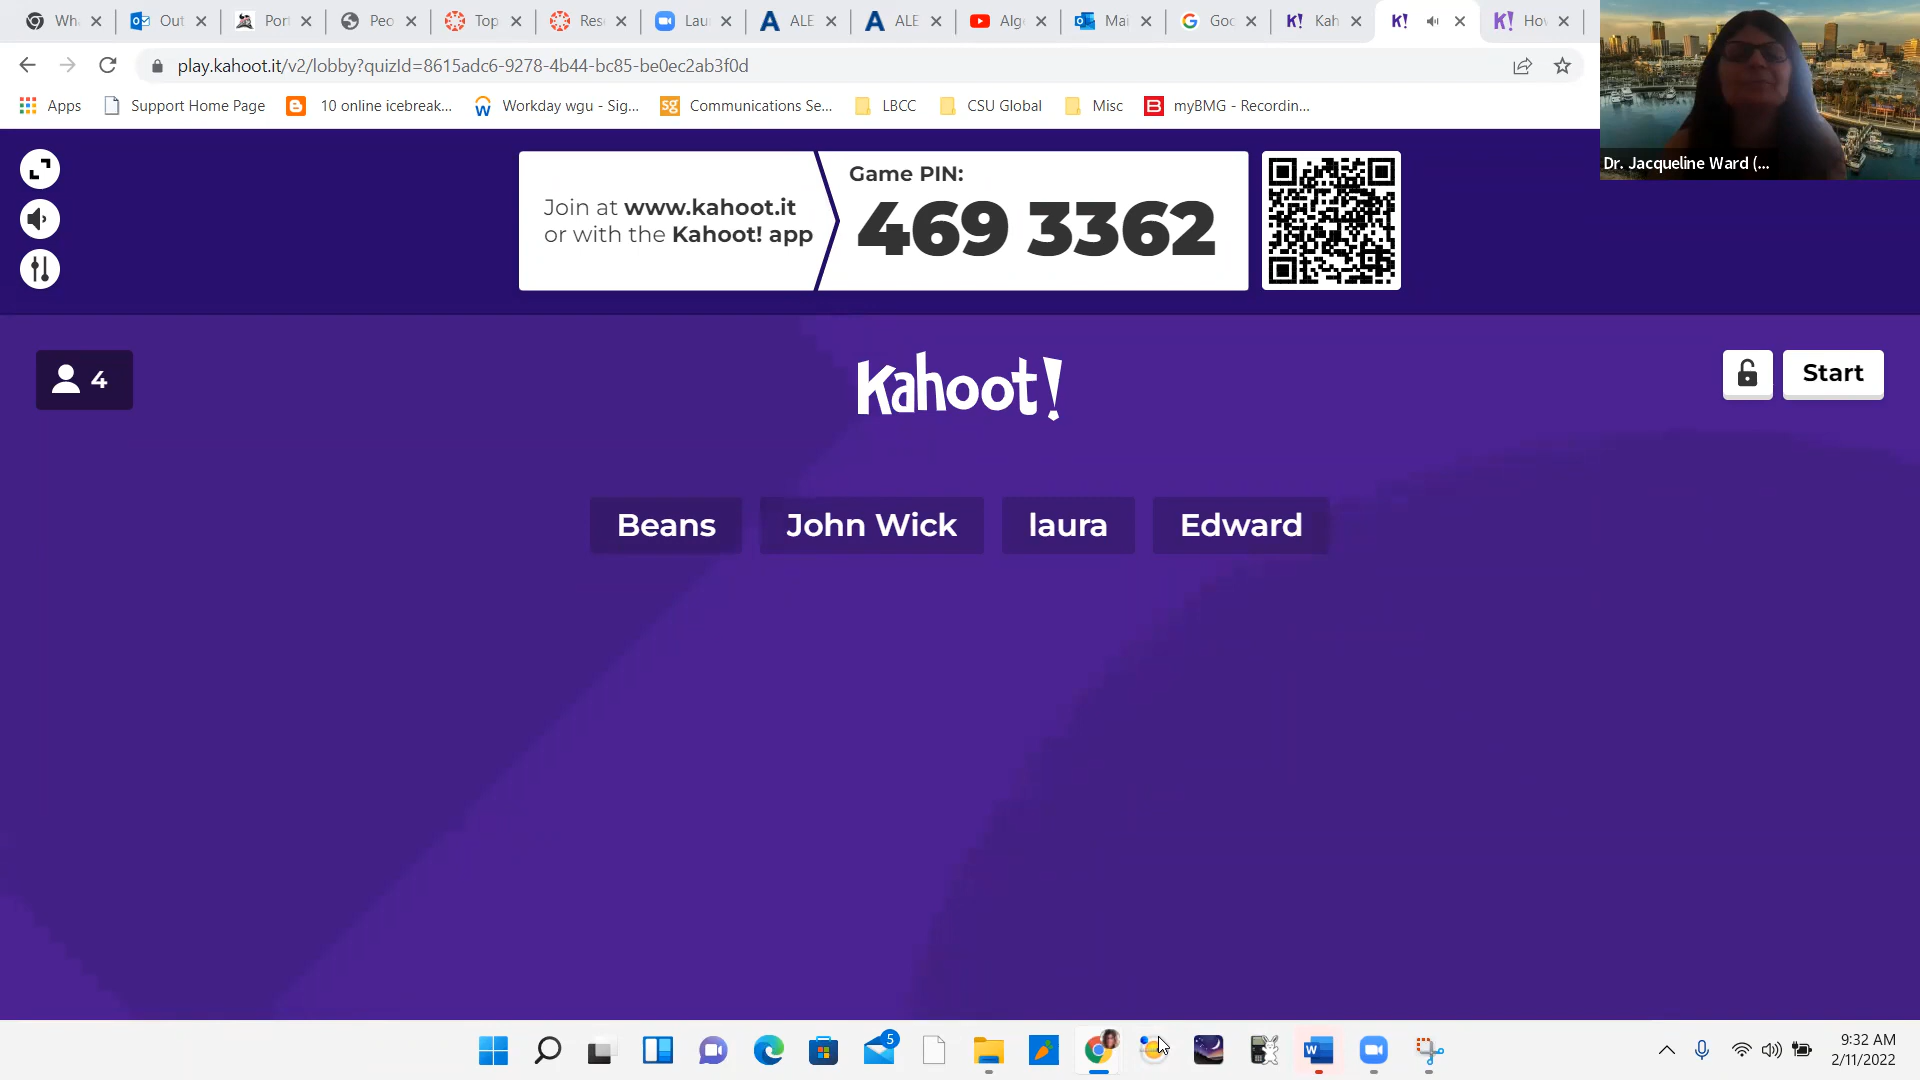 Wh
Out
Port
Peo
Top
Res
Lau
ALE
ALE
Alg
Mai
Goo
Kah
How
play.kahoot.it/v2/lobby?quizId=8615adc6-9278-4b44-bc85-be0ec2ab3f0d
Apps
Support Home Page
10 online icebreak...
Workday wgu - Sig...
Communications Se...
LBCC
CSU Global
Misc
myBMG - Recordin...
Dr. Jacqueline Ward (...
Join at www.kahoot.it
or with the Kahoot! app
Game PIN:
469 3362
4
Kahoot!
Start
Beans
John Wick
laura
Edward
5
9:32 AM
2/11/2022